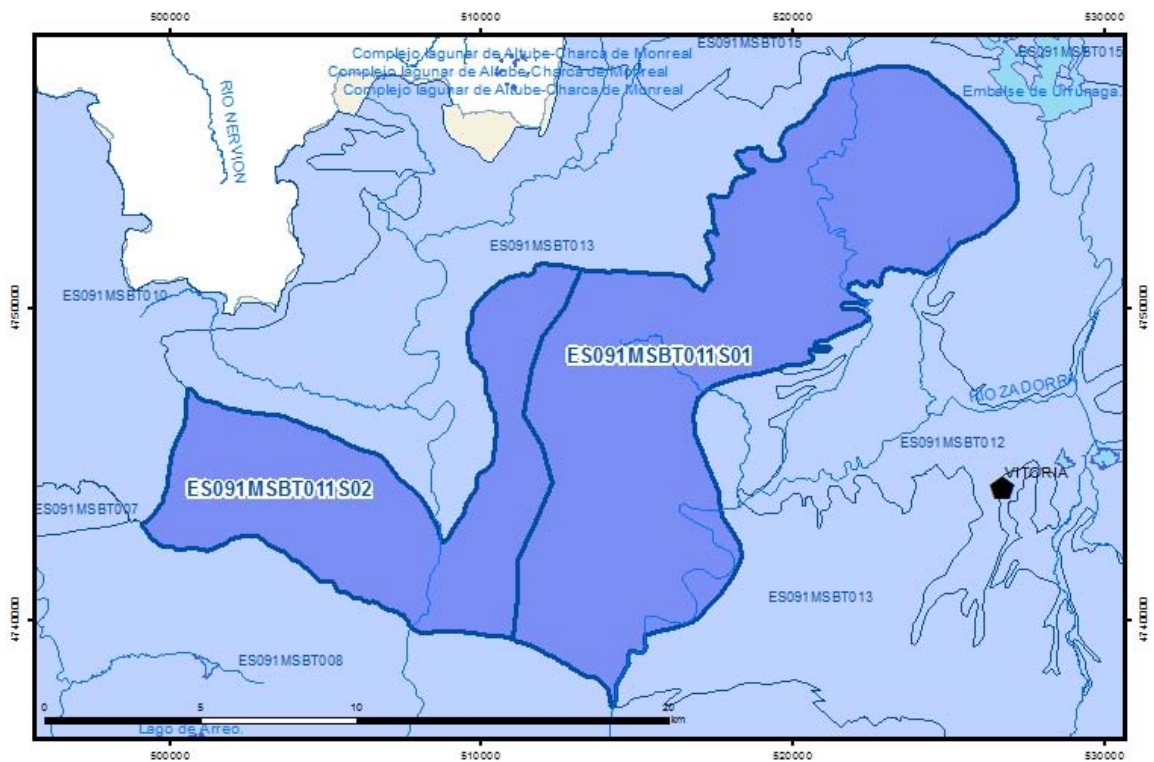 500000
510000
520000
530000
Complejo lagunar de Altube-Charca de Monreal
Complejo lagunar de Altube-Charca de Monreal
Complejo lagunar de Altube-Charca de Monreal
ES091MSBT015
ES091MSBT015
Embalse de Urrunaga.
RIO NERVION
ES091MSBT013
ES091MSBT010
4750000
4750000
ES091MSBT011S01
RIO ZADORRA
ES091MSBT012
VITORIA
ES091MSBT011S02
ES091MSBT007
ES091MSBT013
4740000
4740000
ES091MSBT008
0
5
10
20
km
Lago de Arreo.
500000
510000
520000
530000